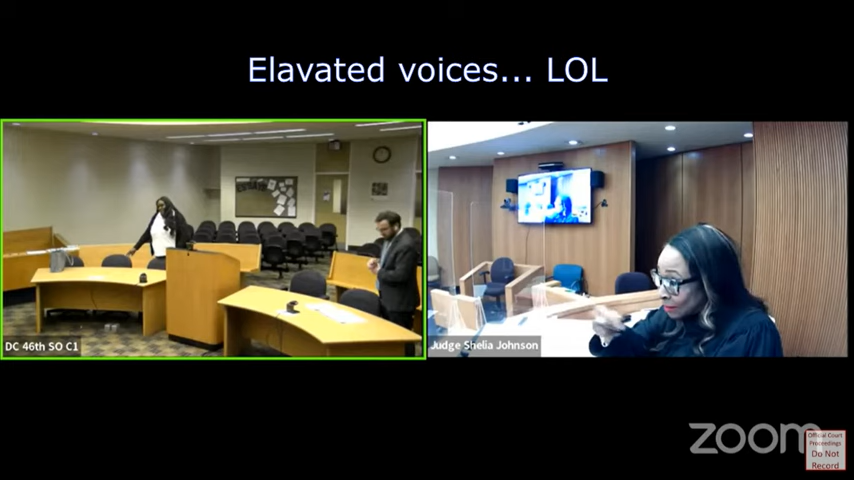 Elavated voices... LOL
DC 46th SO C1
Judge Shelia Johnson
zoom
Official Court
Proceedings
Do Not
Record